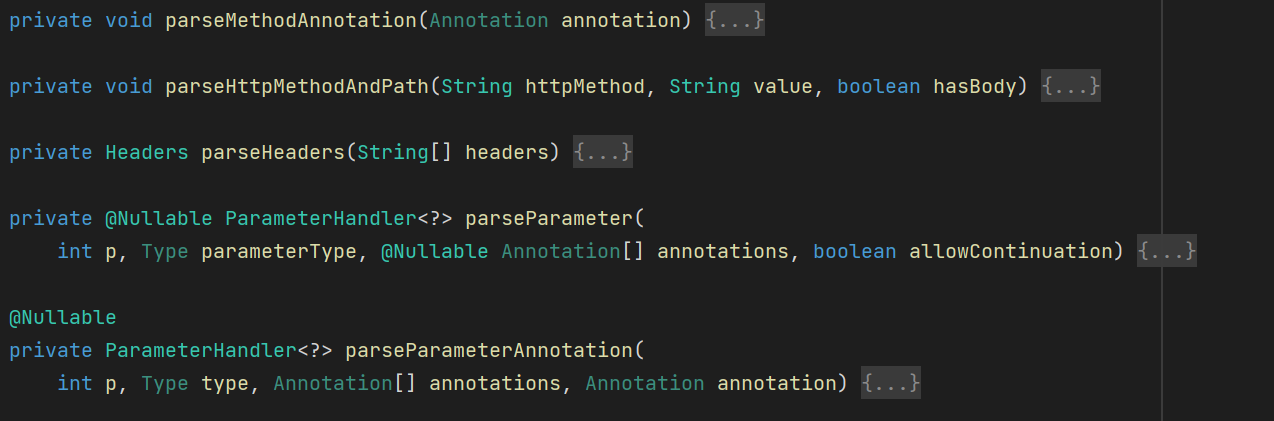 private void parseMethodAnnotation(Annotation annotation) {...}
private void parseHttpMethodAndPath(String httpMethod, String value, boolean hasBody) {...}
private Headers parseHeaders(String[] headers) {...}
private @Nullable ParameterHandler<?> parseParameter(
int p, Type parameterType, @Nullable Annotation[] annotations, boolean allowContinuation) {...}
@Nullable
private ParameterHandler<?> parseParameterAnnotation(
int p, Type type, Annotation[] annotations, Annotation annotation) {...}